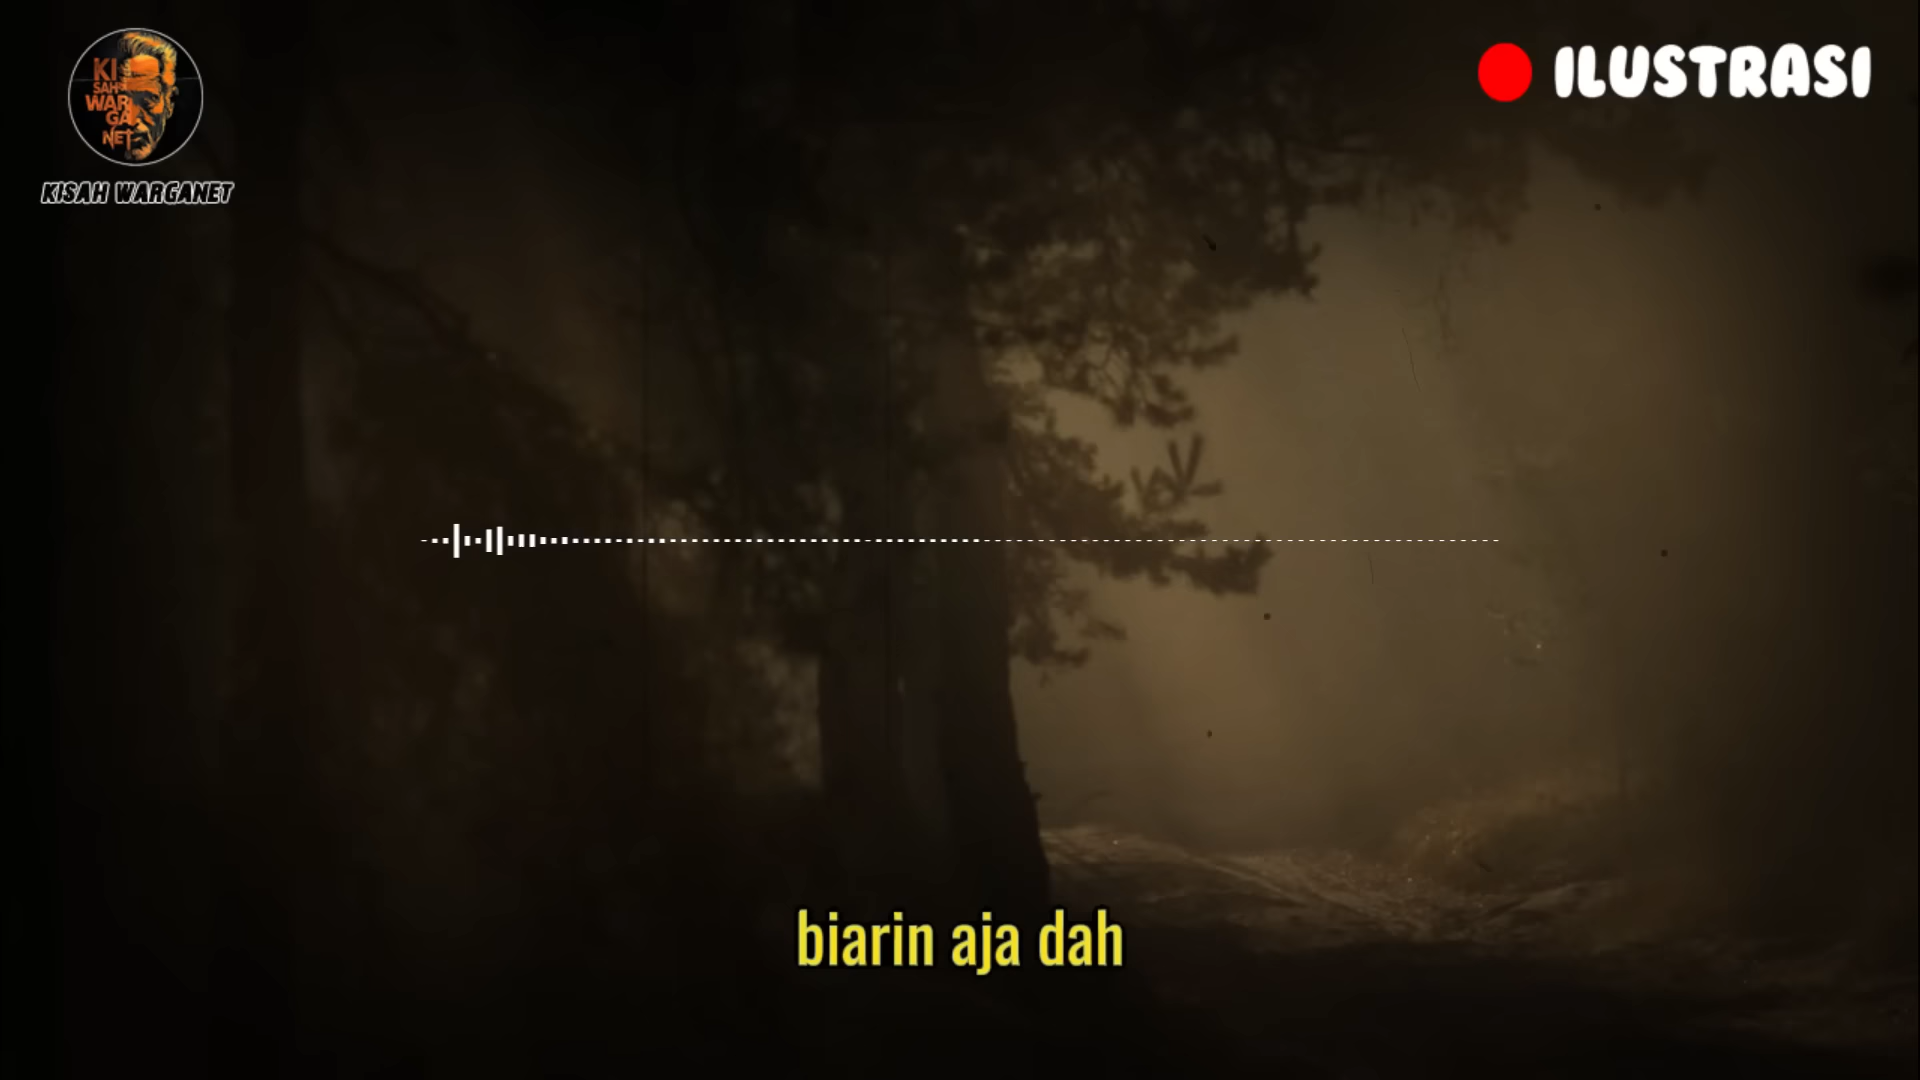 KI
SAH
WAR
GA
NET
KISAH WARGANET
ILUSTRASI
biarin aja dah